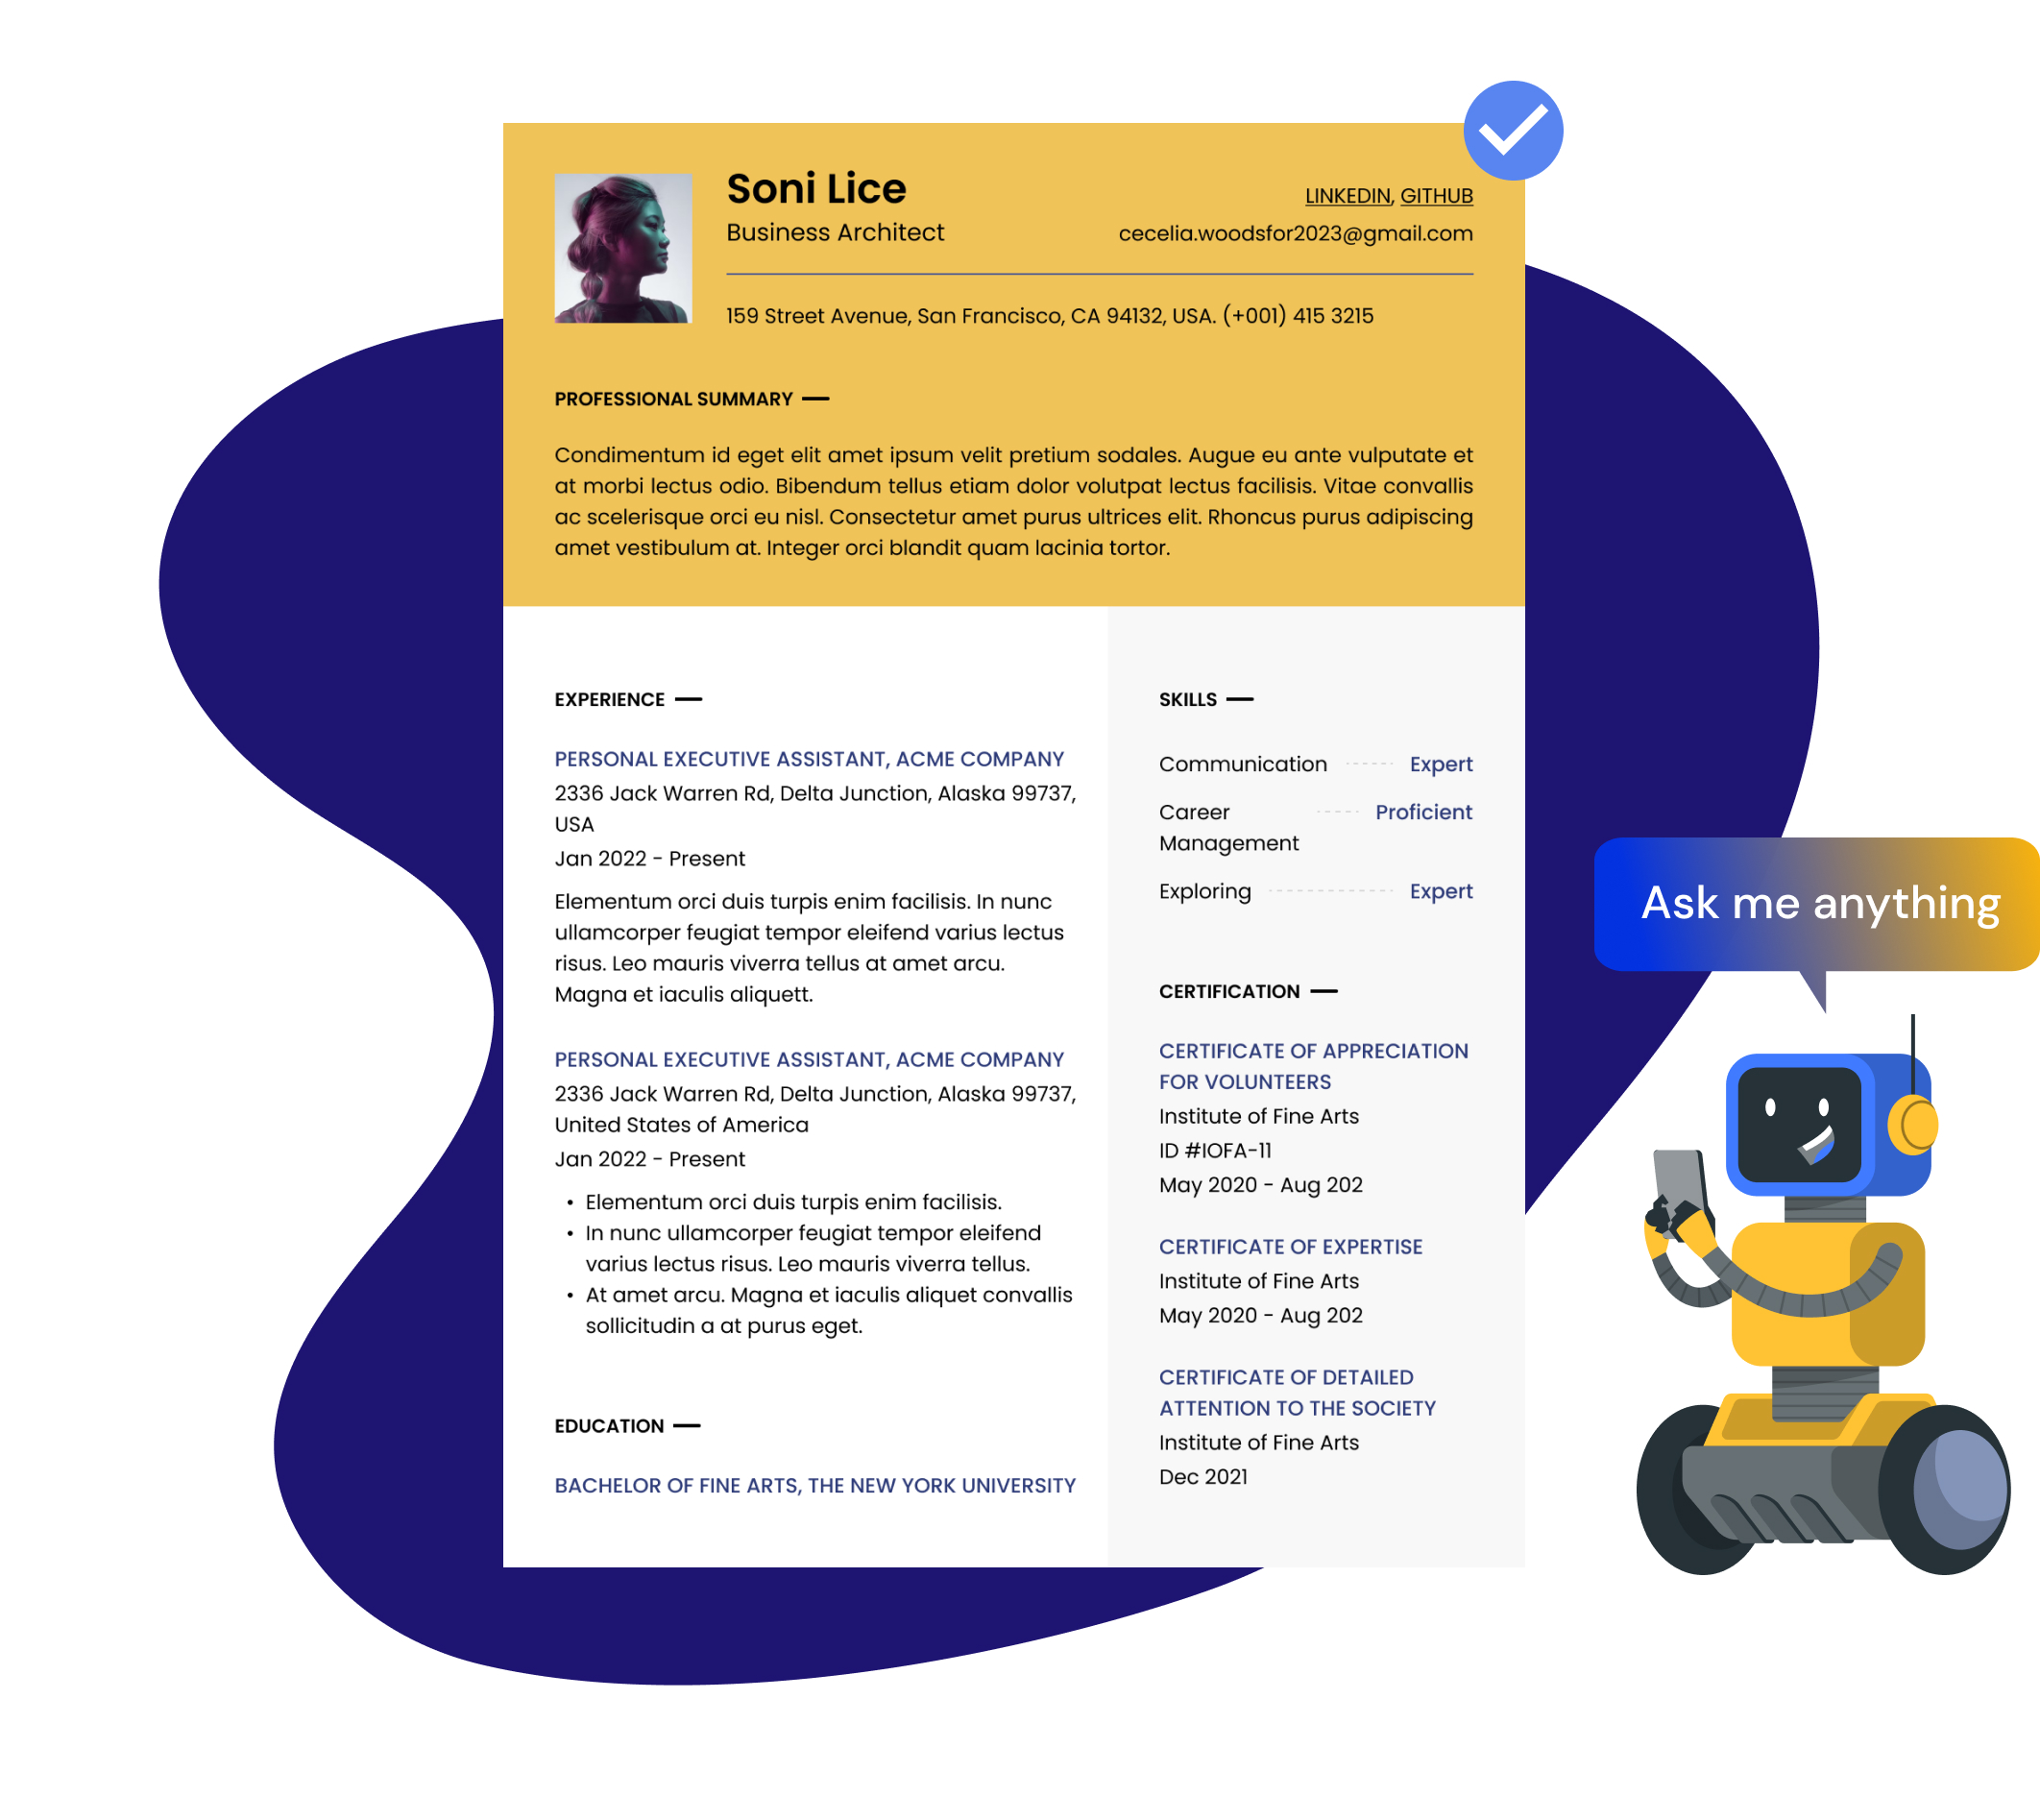 Soni Lice
Business Architect
LINKEDIN, GITHUB
cecelia.woodsfor2023@gmail.com
159 Street Avenue, San Francisco, CA 94132, USA. (+001) 415 3215
PROFESSIONAL SUMMARY
Condimentum id eget elit amet ipsum velit pretium sodales. Augue eu ante vulputate et
at morbi lectus odio. Bibendum tellus etiam dolor volutpat lectus facilisis. Vitae convallis
ac scelerisque orci eu nisl. Consectetur amet purus ultrices elit. Rhoncus purus adipiscing
amet vestibulum at. Integer orci blandit quam lacinia tortor.
EXPERIENCE
PERSONAL EXECUTIVE ASSISTANT, ACME COMPANY
2336 Jack Warren Rd, Delta Junction, Alaska 99737,
USA
Jan 2022 - Present
Elementum orci duis turpis enim facilisis. In nunc
ullamcorper feugiat tempor eleifend varius lectus
risus. Leo mauris viverra tellus at amet arcu.
Magna et iaculis aliquett.
PERSONAL EXECUTIVE ASSISTANT, ACME COMPANY
2336 Jack Warren Rd, Delta Junction, Alaska 99737,
United States of America
Jan 2022 - Present
• Elementum orci duis turpis enim facilisis.
• In nunc ullamcorper feugiat tempor eleifend
varius lectus risus. Leo mauris viverra tellus.
• At amet arcu. Magna et iaculis aliquet convallis
sollicitudin a at purus eget.
EDUCATION
BACHELOR OF FINE ARTS, THE NEW YORK UNIVERSITY
SKILLS
Communication Expert
Career Proficient
Management
Exploring Expert
CERTIFICATION
CERTIFICATE OF APPRECIATION
FOR VOLUNTEERS
Institute of Fine Arts
ID #IOFA-11
May 2020 - Aug 202
CERTIFICATE OF EXPERTISE
Institute of Fine Arts
May 2020 - Aug 202
CERTIFICATE OF DETAILED
ATTENTION TO THE SOCIETY
Institute of Fine Arts
Dec 2021
Ask me anything